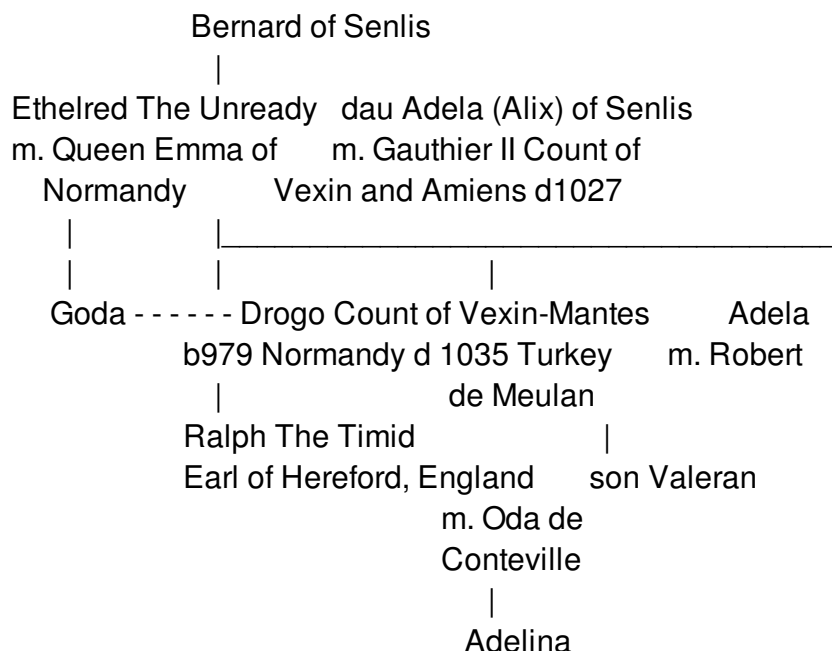 Bernard of Senlis
|
Ethelred The Unready dau Adela (Alix) of Senlis
m. Queen Emma of m. Gauthier II Count of
Normandy Vexin and Amiens d1027
| |__________________________________
| | |
Goda - - - - - - Drogo Count of Vexin-Mantes Adela
b979 Normandy d 1035 Turkey m. Robert
| de Meulan
Ralph The Timid |
Earl of Hereford, England son Valeran
m. Oda de
Conteville
|
Adelina